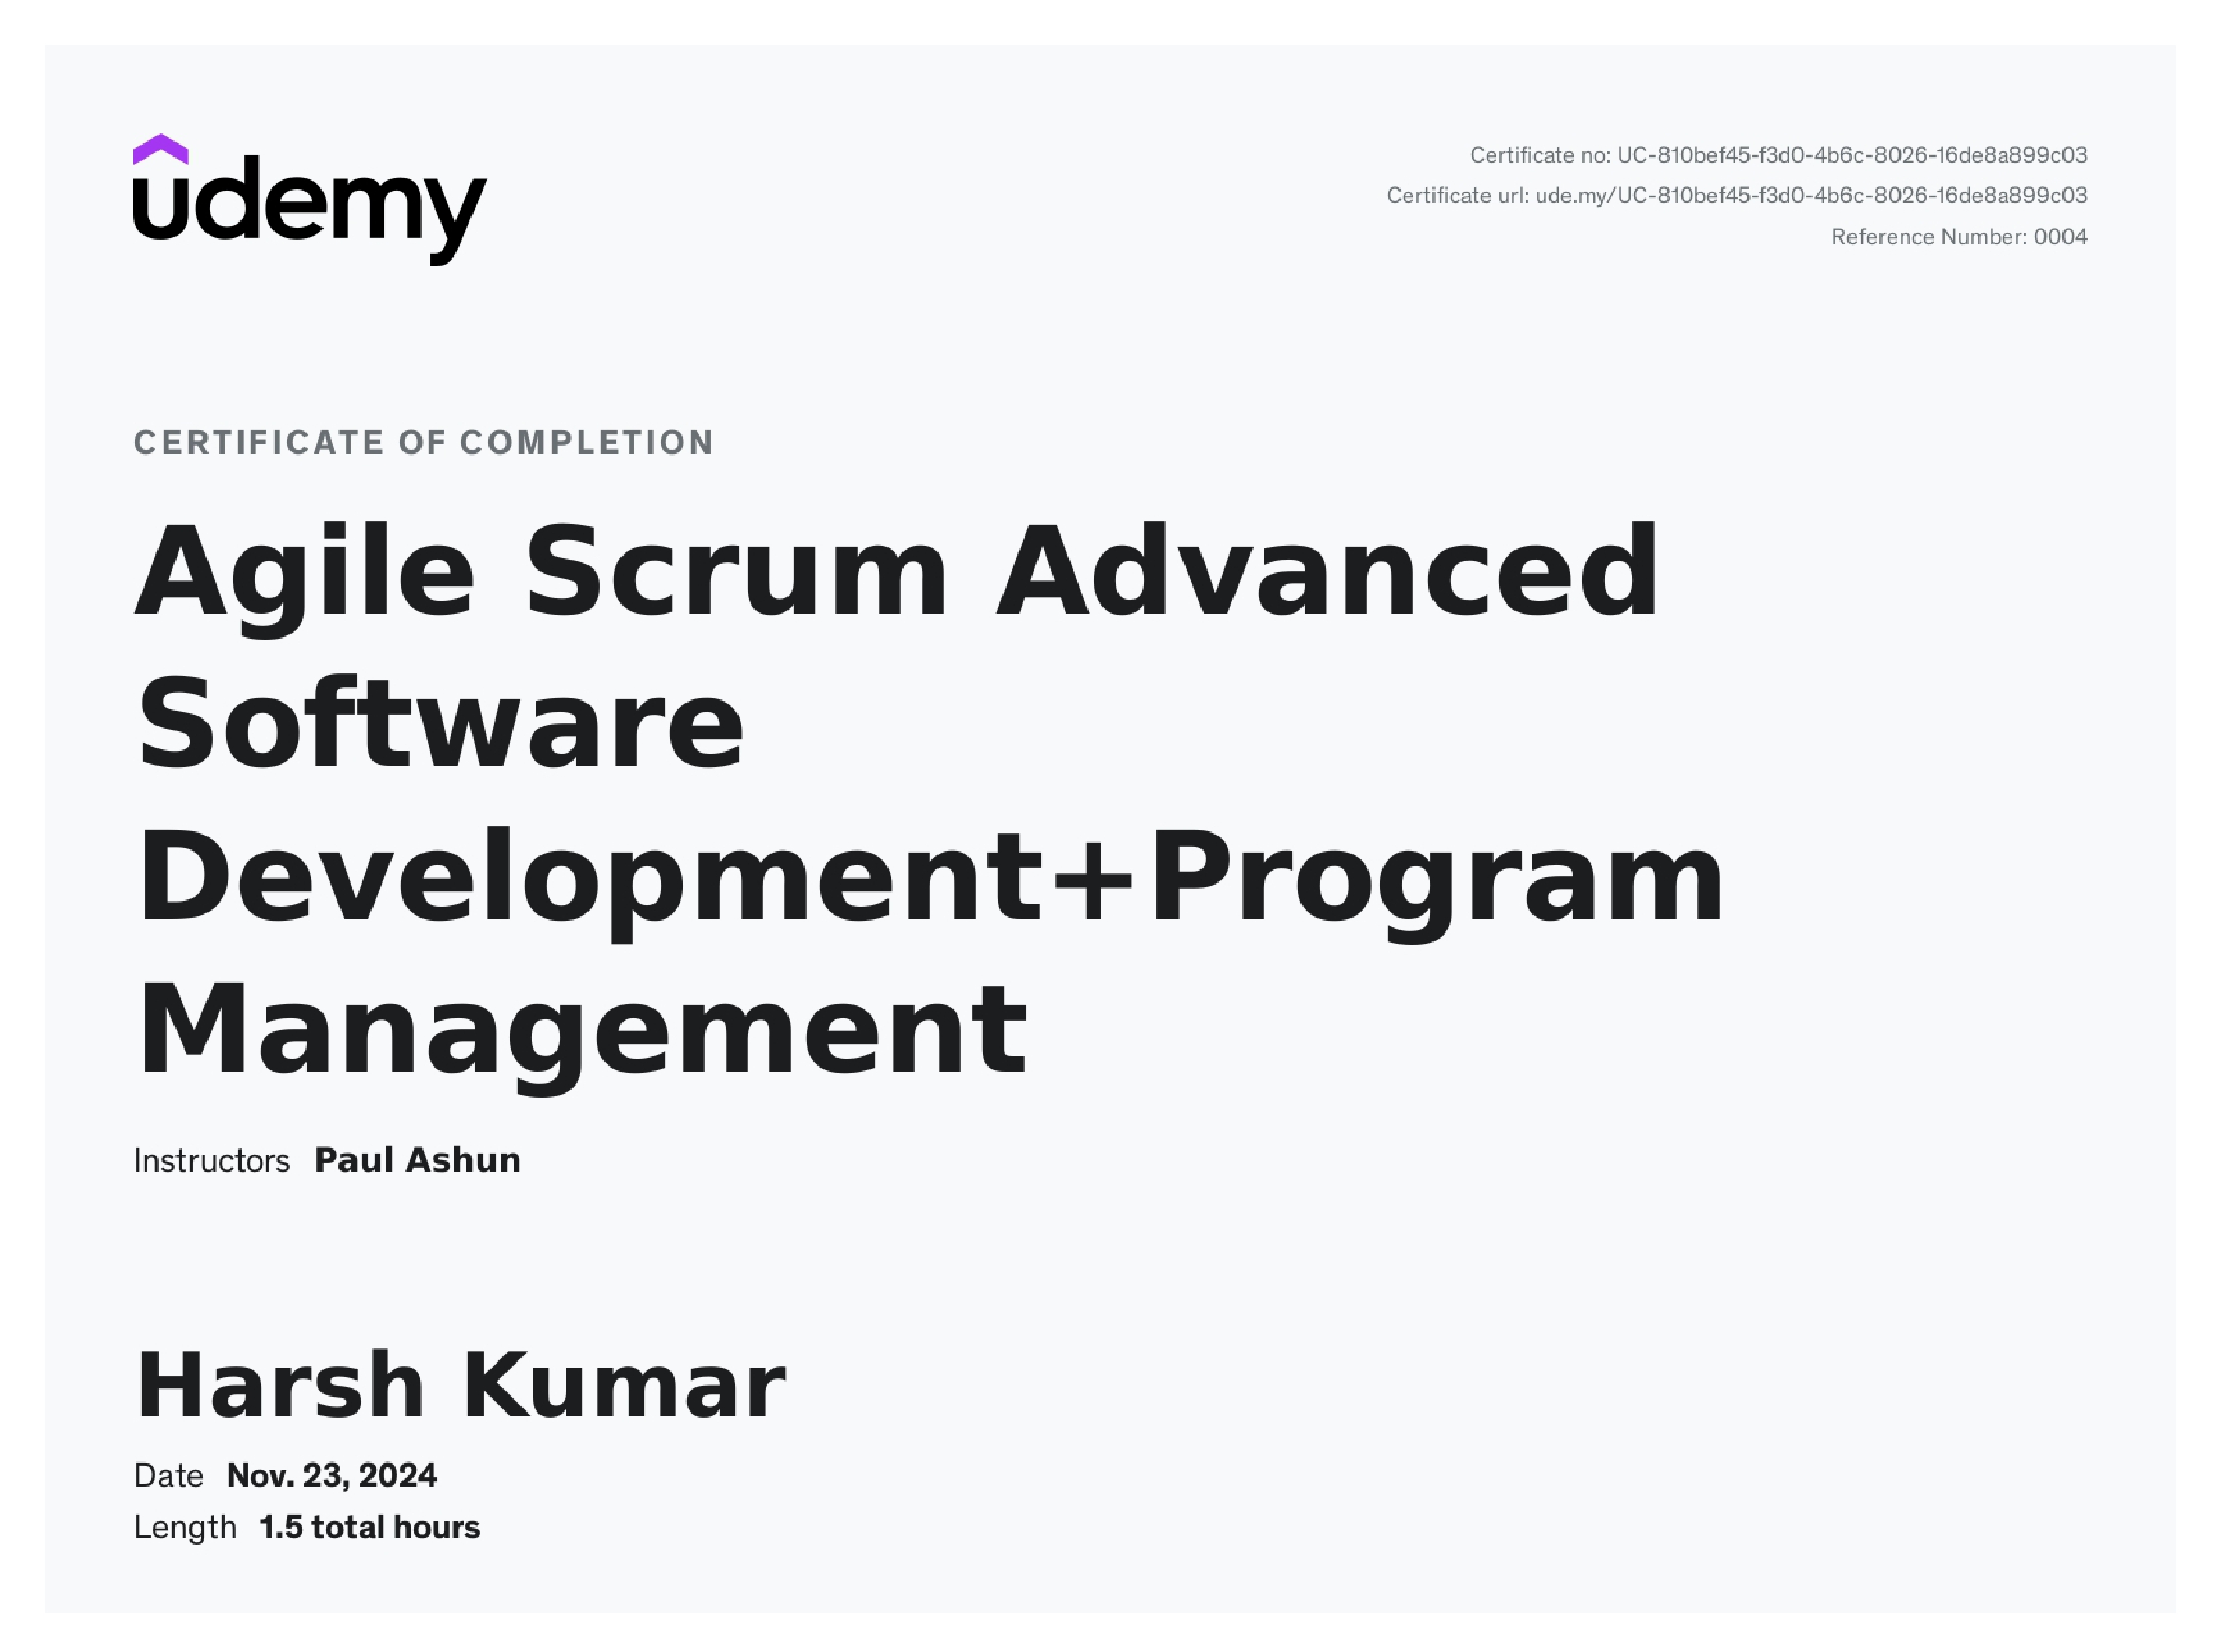 udemy
Certificate no: UC-810bef45-f3d0-4b6c-8026-16de8a899c03
Certificate url: ude.my/UC-810bef45-f3d0-4b6c-8026-16de8a899c03
Reference Number: 0004
CERTIFICATE OF COMPLETION
Agile Scrum Advanced
Software
Development+Program
Management
Instructors Paul Ashun
Harsh Kumar
Date Nov. 23, 2024
Length 1.5 total hours